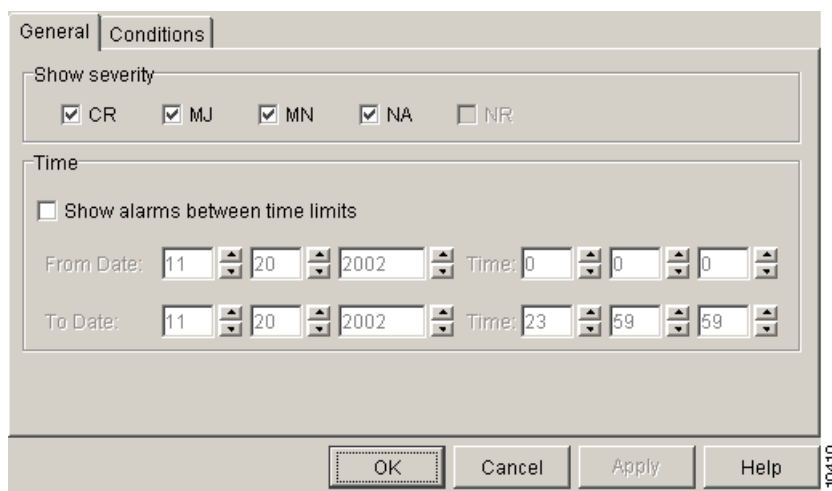 General Conditions
Show severity
CR MJ MN NA NR
Time
Show alarms between time limits
From Date: 11 20 2002 Time: 0 0 0
To Date: 11 20 2002 Time: 23 59 59
OK Cancel Apply Help